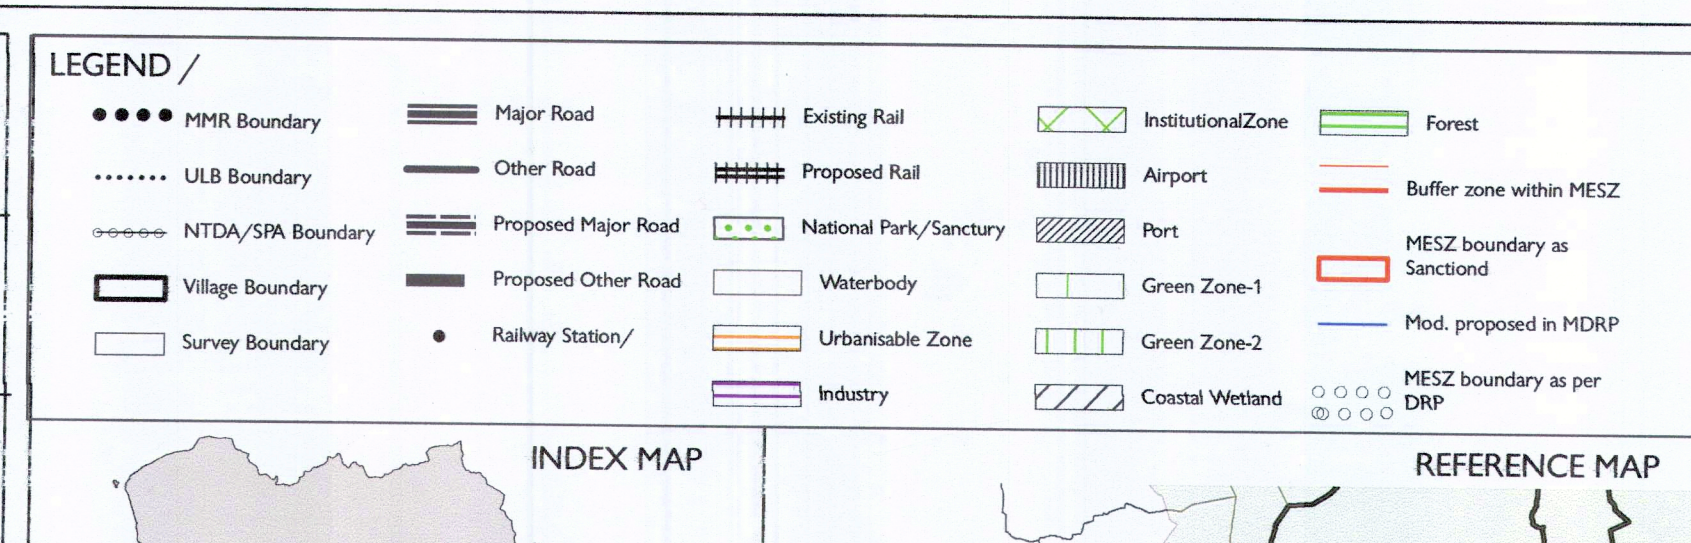 LEGEND /
MMR Boundary
ULB Boundary
NTDA/SPA Boundary
Village Boundary
Survey Boundary
Major Road
Other Road
Proposed Major Road
Proposed Other Road
Railway Station/
Existing Rail
Proposed Rail
National Park/Sanctury
Waterbody
Urbanisable Zone
Industry
InstitutionalZone
Airport
Port
Green Zone-1
Green Zone-2
Coastal Wetland
Forest
Buffer zone within MESZ
MESZ boundary as
Sanctiond
Mod. proposed in MDRP
MESZ boundary as per
DRP
INDEX MAP
REFERENCE MAP